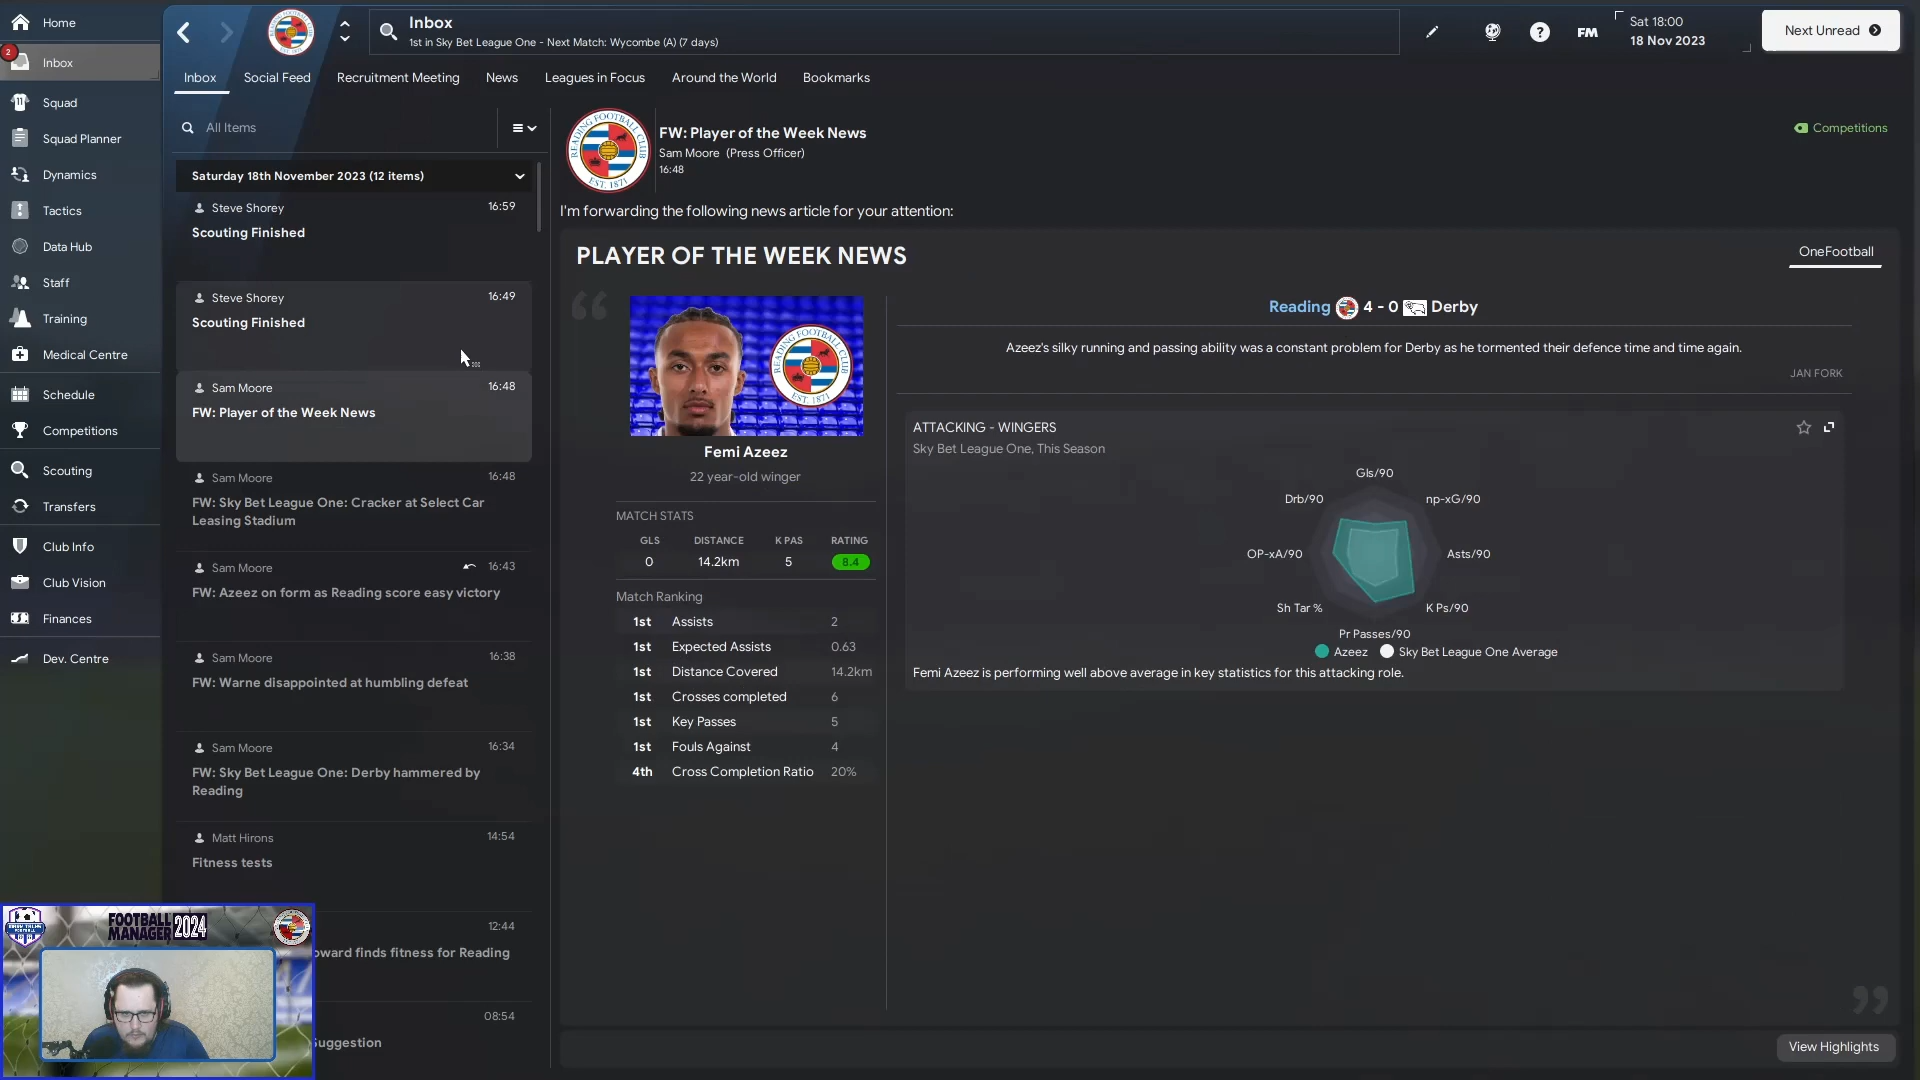 Home
Inbox
1st in Sky Bet League One - Next Match: Wycombe (A) (7 days)
FM
Sat 18:00
18 Nov 2023
Next Unread
2
Inbox
Squad
Squad Planner
Dynamics
Tactics
Data Hub
Staff
Training
Medical Centre
Schedule
Competitions
Scouting
Transfers
Club Info
Club Vision
Finances
Dev. Centre
Inbox
Social Feed
Recruitment Meeting
News
Leagues in Focus
Around the World
Bookmarks
All Items
Saturday 18th November 2023 (12 items)
Steve Shorey 16:59
Scouting Finished
Steve Shorey 16:49
Scouting Finished
Sam Moore 16:48
FW: Player of the Week News
Sam Moore 16:48
FW: Sky Bet League One: Cracker at Select Car
Leasing Stadium
Sam Moore 16:43
FW: Azeez on form as Reading score easy victory
Sam Moore 16:38
FW: Warne disappointed at humbling defeat
Sam Moore 16:34
FW: Sky Bet League One: Derby hammered by
Reading
Matt Hirons 14:54
Fitness tests
12:44
oward finds fitness for Reading
08:54
Suggestion
FOOTBALL
MANAGER 2024
READING FOOTBALL CLUB
EST. 1871
FW: Player of the Week News
Sam Moore (Press Officer)
16:48
Competitions
I'm forwarding the following news article for your attention:
PLAYER OF THE WEEK NEWS
OneFootball
READING FOOTBALL CLUB
EST. 1871
Femi Azeez
22 year-old winger
MATCH STATS
GLS DISTANCE K PAS RATING
0 14.2km 5 8.4
Match Ranking
1st Assists 2
1st Expected Assists 0.63
1st Distance Covered 14.2km
1st Crosses completed 6
1st Key Passes 5
1st Fouls Against 4
4th Cross Completion Ratio 20%
Reading 4 - 0 Derby
Azeez's silky running and passing ability was a constant problem for Derby as he tormented their defence time and time again.
JAN FORK
ATTACKING - WINGERS
Sky Bet League One, This Season
Gls/90
Drb/90
np-xG/90
OP-xA/90
Asts/90
Sh Tar %
K Ps/90
Pr Passes/90
Azeez Sky Bet League One Average
Femi Azeez is performing well above average in key statistics for this attacking role.
View Highlights